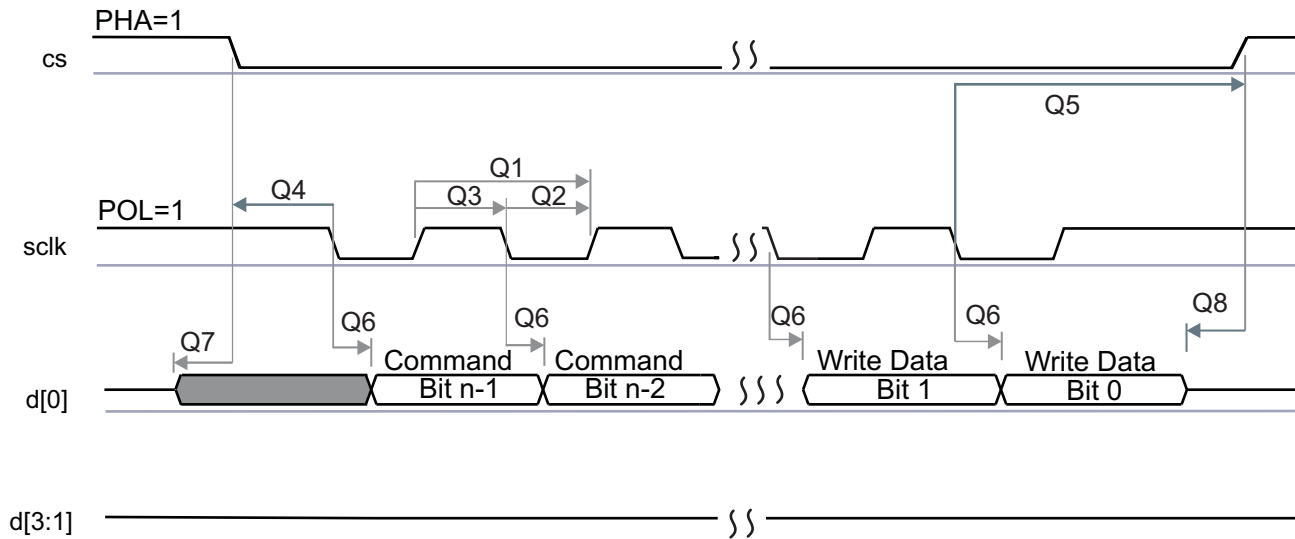 PHA=1
cs
Q5
Q1
Q4
Q3
Q2
POL=1
sclk
Q7
Q6
Q6
Q6
Q6
Q8
Command
Command
Write Data
Write Data
d[0]
Bit n-1
Bit n-2
Bit 1
Bit 0
d[3:1]